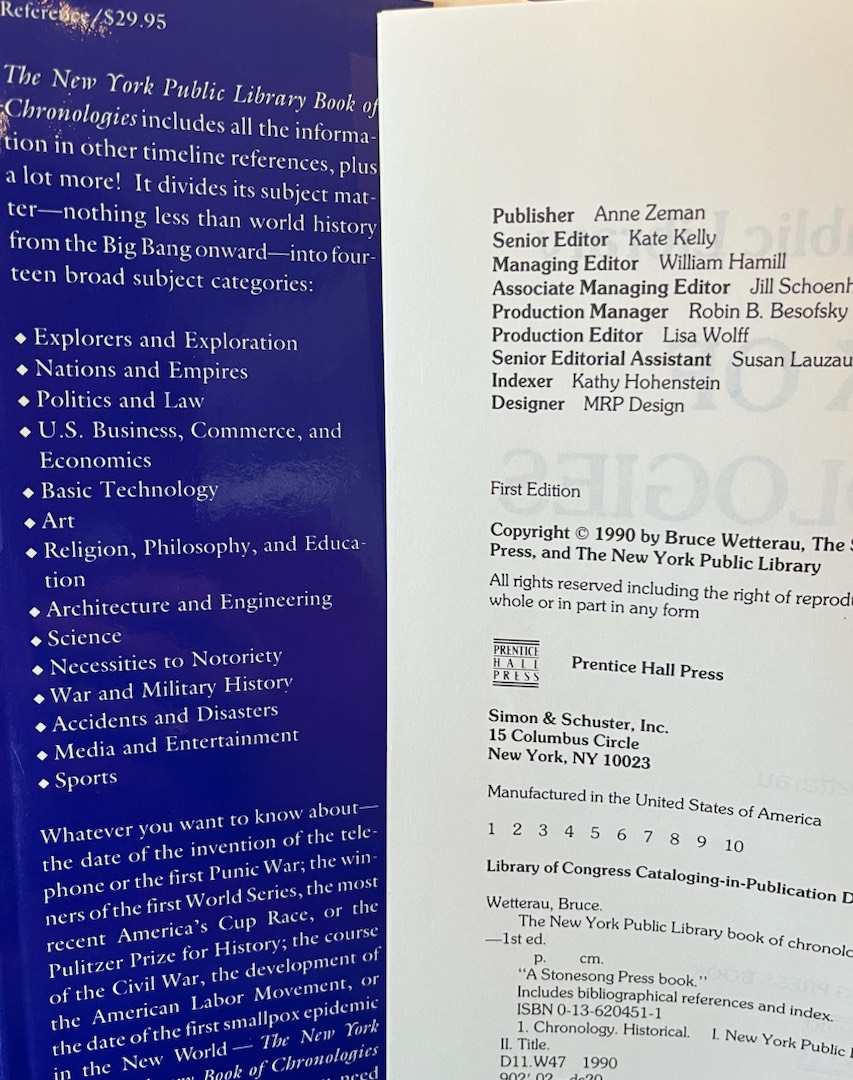 Reference/$29.95
The New York Public Library Book of
Chronologies includes all the informa-
tion in other timeline references, plus
a lot more! It divides its subject mat-
ter—nothing less than world history
from the Big Bang onward—into four-
teen broad subject categories:
◆ Explorers and Exploration
◆ Nations and Empires
◆ Politics and Law
◆ U.S. Business, Commerce, and
Economics
◆ Basic Technology
◆ Art
◆ Religion, Philosophy, and Educa-
tion
◆ Architecture and Engineering
◆ Science
◆ Necessities to Notoriety
◆ War and Military History
◆ Accidents and Disasters
◆ Media and Entertainment
◆ Sports
Whatever you want to know about—
the date of the invention of the tele-
phone or the first Punic War; the win-
ners of the first World Series, the most
recent America's Cup Race, or the
Pulitzer Prize for History; the course
of the Civil War, the development of
the American Labor Movement, or
the date of the first smallpox epidemic
in the New World — The New York
Book of Chronologies
need
Publisher Anne Zeman
Senior Editor Kate Kelly
Managing Editor William Hamill
Associate Managing Editor Jill Schoenh
Production Manager Robin B. Besofsky
Production Editor Lisa Wolff
Senior Editorial Assistant Susan Lauzau
Indexer Kathy Hohenstein
Designer MRP Design
First Edition
Copyright © 1990 by Bruce Wetterau, The S
Press, and The New York Public Library
All rights reserved including the right of reprodu
whole or in part in any form
PRENTICE
HALL
PRESS
Prentice Hall Press
Simon & Schuster, Inc.
15 Columbus Circle
New York, NY 10023
Manufactured in the United States of America
1 2 3 4 5 6 7 8 9 10
Library of Congress Cataloging-in-Publication D
Wetterau, Bruce.
The New York Public Library book of chronolo
—1st ed.
p. cm.
"A Stonesong Press book."
Includes bibliographical references and index.
ISBN 0-13-620451-1
1. Chronology. Historical. I. New York Public
II. Title.
D11.W47 1990
902'.02 dc20